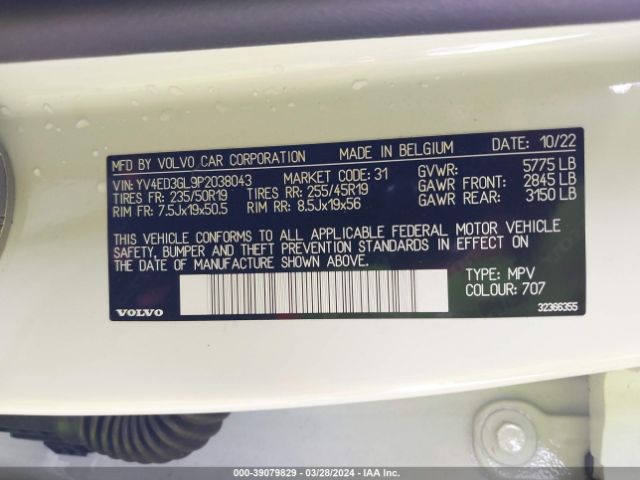 MFD BY VOLVO CAR CORPORATION MADE IN BELGIUM DATE: 10/22
VIN: YV4ED3GL9P2038043 MARKET CODE: 31 GVWR: 5775 LB
TIRES FR: 235/50R19 TIRES RR: 255/45R19 GAWR FRONT: 2845 LB
RIM FR: 7.5Jx19x50.5 RIM RR: 8.5Jx19x56 GAWR REAR: 3150 LB
THIS VEHICLE CONFORMS TO ALL APPLICABLE FEDERAL MOTOR VEHICLE
SAFETY, BUMPER AND THEFT PREVENTION STANDARDS IN EFFECT ON
THE DATE OF MANUFACTURE SHOWN ABOVE.
TYPE: MPV
COLOUR: 707
VOLVO 32366355
000-39079829 - 03/28/2024 - IAA Inc.